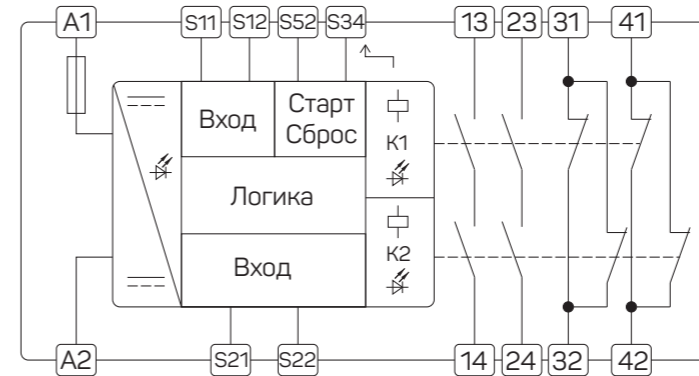 A1 S11 S12 S52 S34 13 23 31 41
Вход
Старт
Сброс
K1
Логика
K2
Вход
A2 S21 S22 14 24 32 42